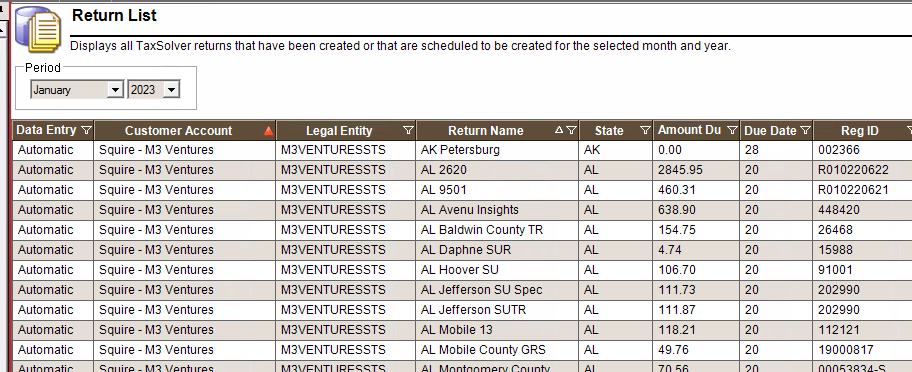 Return List
Displays all TaxSolver returns that have been created or that are scheduled to be created for the selected month and year.
Period
January 2023
Data Entry Customer Account Legal Entity Return Name State Amount Du Due Date Reg ID
Automatic Squire - M3 Ventures M3VENTURESSTS AK Petersburg AK 0.00 28 002366
Automatic Squire - M3 Ventures M3VENTURESSTS AL 2620 AL 2845.95 20 R010220622
Automatic Squire - M3 Ventures M3VENTURESSTS AL 9501 AL 460.31 20 R010220621
Automatic Squire - M3 Ventures M3VENTURESSTS AL Avenu Insights AL 638.90 20 448420
Automatic Squire - M3 Ventures M3VENTURESSTS AL Baldwin County TR AL 154.75 20 26468
Automatic Squire - M3 Ventures M3VENTURESSTS AL Daphne SUR AL 4.74 20 15988
Automatic Squire - M3 Ventures M3VENTURESSTS AL Hoover SU AL 106.70 20 91001
Automatic Squire - M3 Ventures M3VENTURESSTS AL Jefferson SU Spec AL 111.73 20 202990
Automatic Squire - M3 Ventures M3VENTURESSTS AL Jefferson SUTR AL 111.87 20 202990
Automatic Squire - M3 Ventures M3VENTURESSTS AL Mobile 13 AL 118.21 20 112121
Automatic Squire - M3 Ventures M3VENTURESSTS AL Mobile County GRS AL 49.76 20 19000817
Automatic Squire - M3 Ventures M3VENTURESSTS AL Montgomery County AL 70.56 20 00053834-S